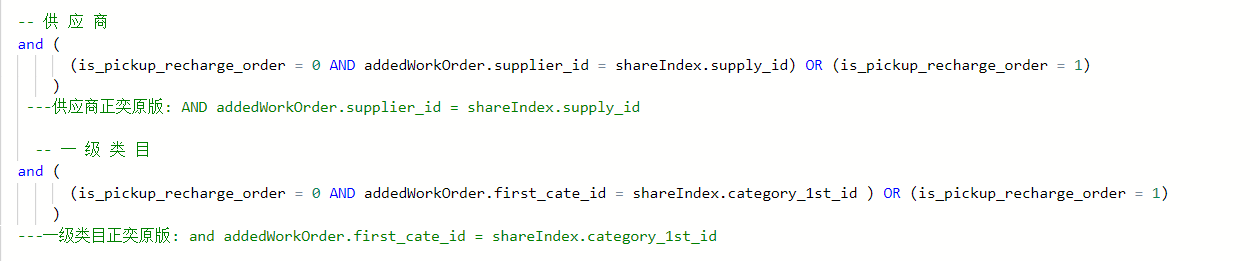 -- 供 应 商
and (
(is_pickup_recharge_order = 0 AND addedWorkOrder.supplier_id = shareIndex.supply_id) OR (is_pickup_recharge_order = 1)
)
---供应商正奕原版: AND addedWorkOrder.supplier_id = shareIndex.supply_id
-- 一 级 类 目
and (
(is_pickup_recharge_order = 0 AND addedWorkOrder.first_cate_id = shareIndex.category_1st_id ) OR (is_pickup_recharge_order = 1)
)
---一级类目正奕原版: and addedWorkOrder.first_cate_id = shareIndex.category_1st_id